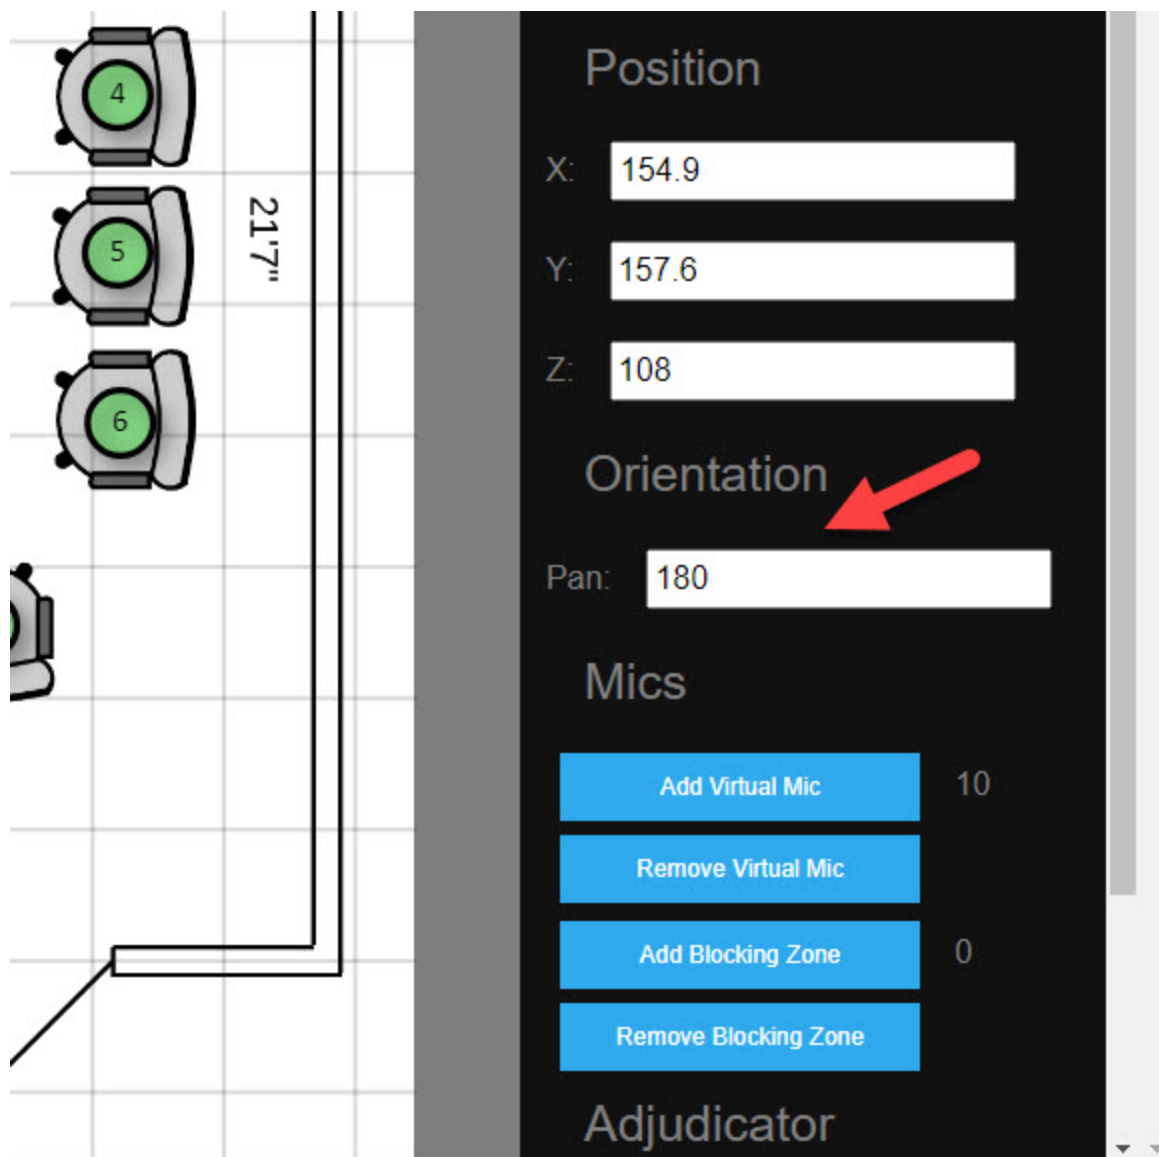 4
5
6
21'7"
Position
X: 154.9
Y: 157.6
Z: 108
Orientation
Pan: 180
Mics
Add Virtual Mic 10
Remove Virtual Mic
Add Blocking Zone 0
Remove Blocking Zone
Adjudicator